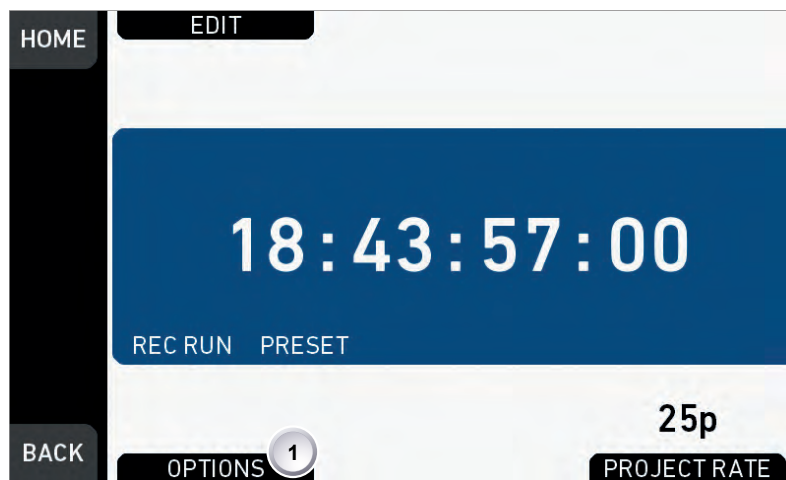 HOME
EDIT
18:43:57:00
REC RUN PRESET
25p
BACK
OPTIONS
1
PROJECT RATE